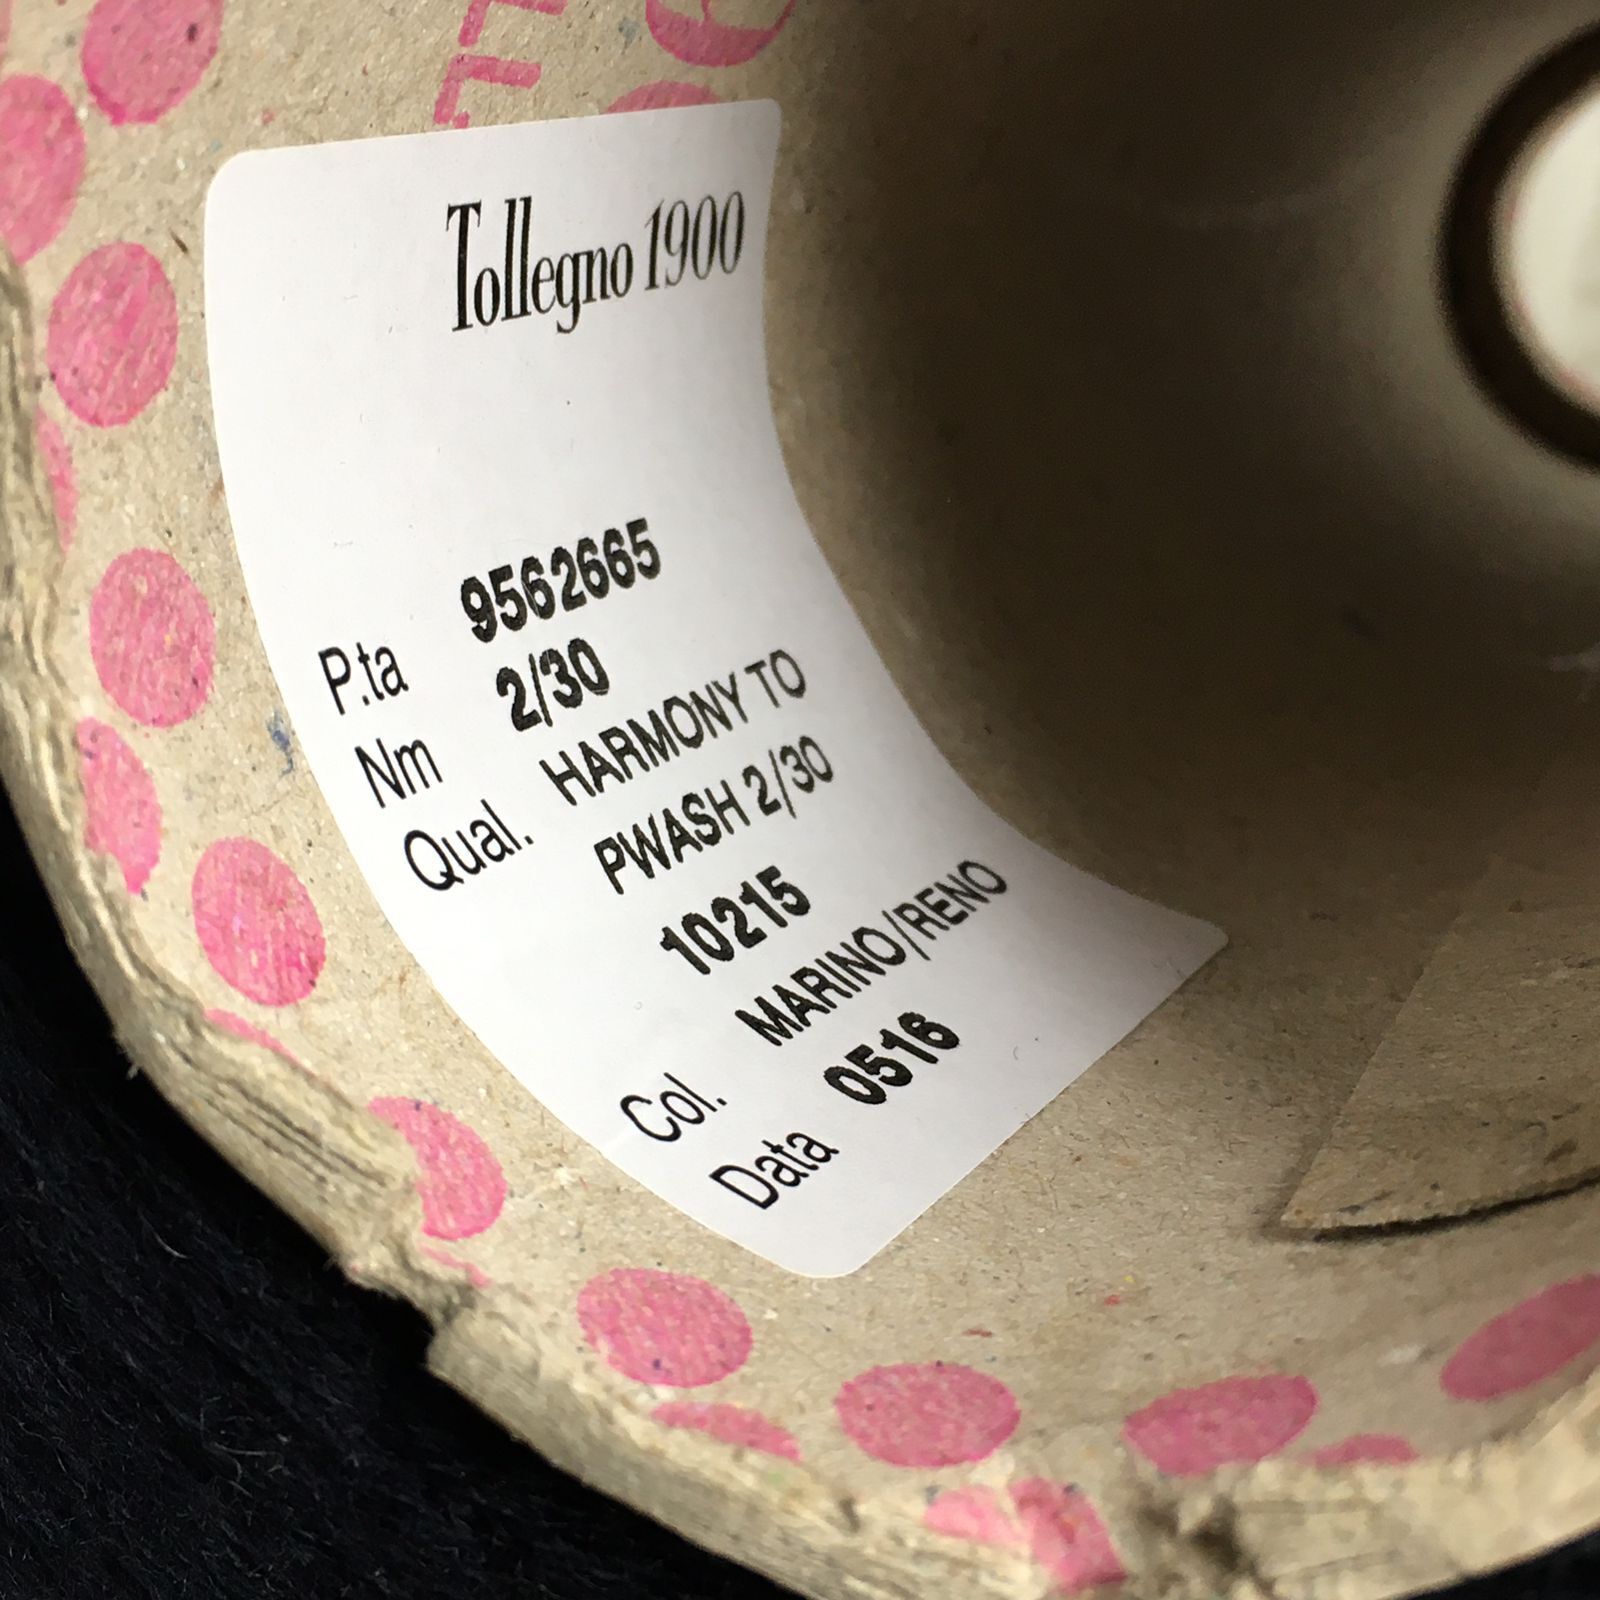 Tollegno 1900
P.ta 9562665
Nm 2/30
Qual. HARMONY TO
PWASH 2/30
10215
Col. MARINO/RENO
Data 0516